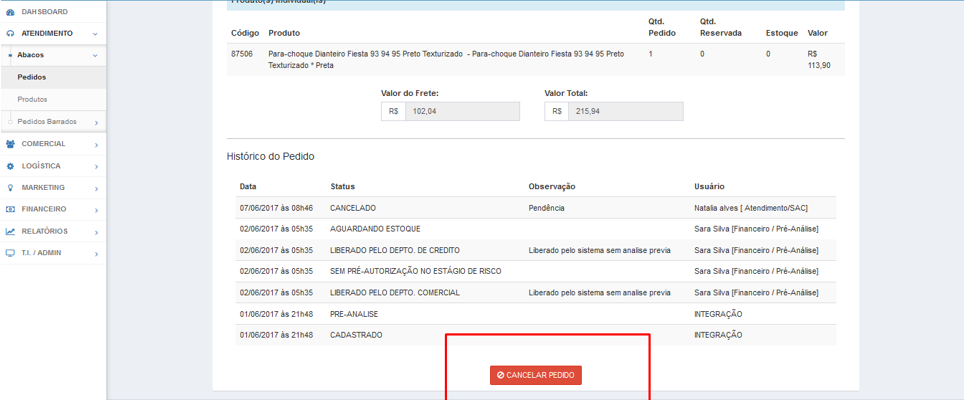 DAHSBOARD
ATENDIMENTO
Abacos
Pedidos
Produtos
Pedidos Barrados
COMERCIAL
LOGÍSTICA
MARKETING
FINANCEIRO
RELATÓRIOS
T.I. / ADMIN
Produto(s) Individual(is)
Código Produto Qtd. Pedido Qtd. Reservada Estoque Valor
87506 Para-choque Dianteiro Fiesta 93 94 95 Preto Texturizado - Para-choque Dianteiro Fiesta 93 94 95 Preto Texturizado * Preta 1 0 0 R$ 113,90
Valor do Frete: Valor Total:
R$ 102,04 R$ 215,94
Histórico do Pedido
Data Status Observação Usuário
07/06/2017 às 08h46 CANCELADO Pendência Natalia alves [ Atendimento/SAC]
02/06/2017 às 05h35 AGUARDANDO ESTOQUE Sara Silva [Financeiro / Pré-Análise]
02/06/2017 às 05h35 LIBERADO PELO DEPTO. DE CREDITO Liberado pelo sistema sem analise previa Sara Silva [Financeiro / Pré-Análise]
02/06/2017 às 05h35 SEM PRÉ-AUTORIZAÇÃO NO ESTÁGIO DE RISCO Sara Silva [Financeiro / Pré-Análise]
02/06/2017 às 05h35 LIBERADO PELO DEPTO. COMERCIAL Liberado pelo sistema sem analise previa Sara Silva [Financeiro / Pré-Análise]
01/06/2017 às 21h48 PRE-ANALISE INTEGRAÇÃO
01/06/2017 às 21h48 CADASTRADO INTEGRAÇÃO
CANCELAR PEDIDO